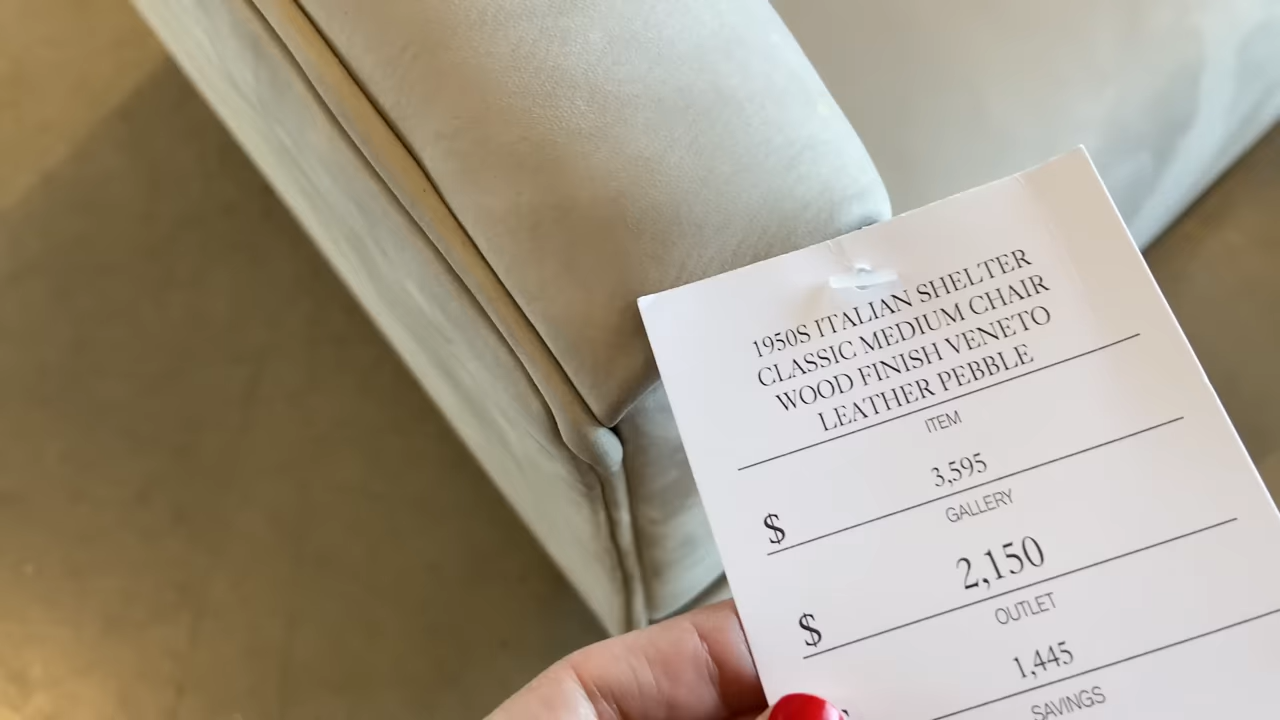 1950S ITALIAN SHELTER
CLASSIC MEDIUM CHAIR
WOOD FINISH VENETO
LEATHER PEBBLE
ITEM
$ 3,595
GALLERY
$ 2,150
OUTLET
1,445
SAVINGS